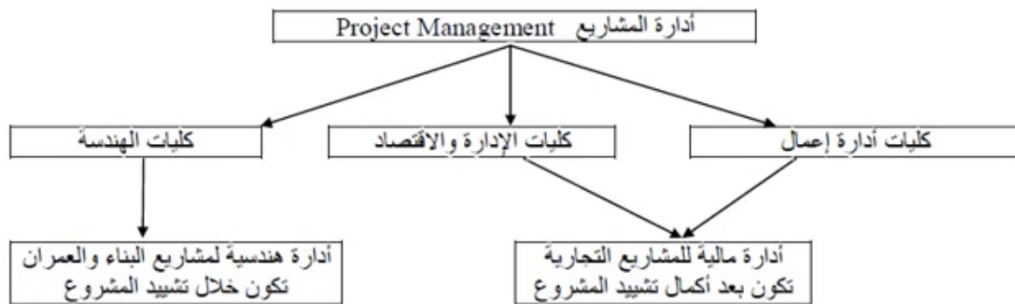 أدارة المشاريع Project Management
كليات أدارة إعمال
كليات الإدارة والاقتصاد
كليات الهندسة
أدارة مالية للمشاريع التجارية
تكون بعد أكمال تشييد المشروع
أدارة هندسية لمشاريع البناء والعمران
تكون خلال تشييد المشروع